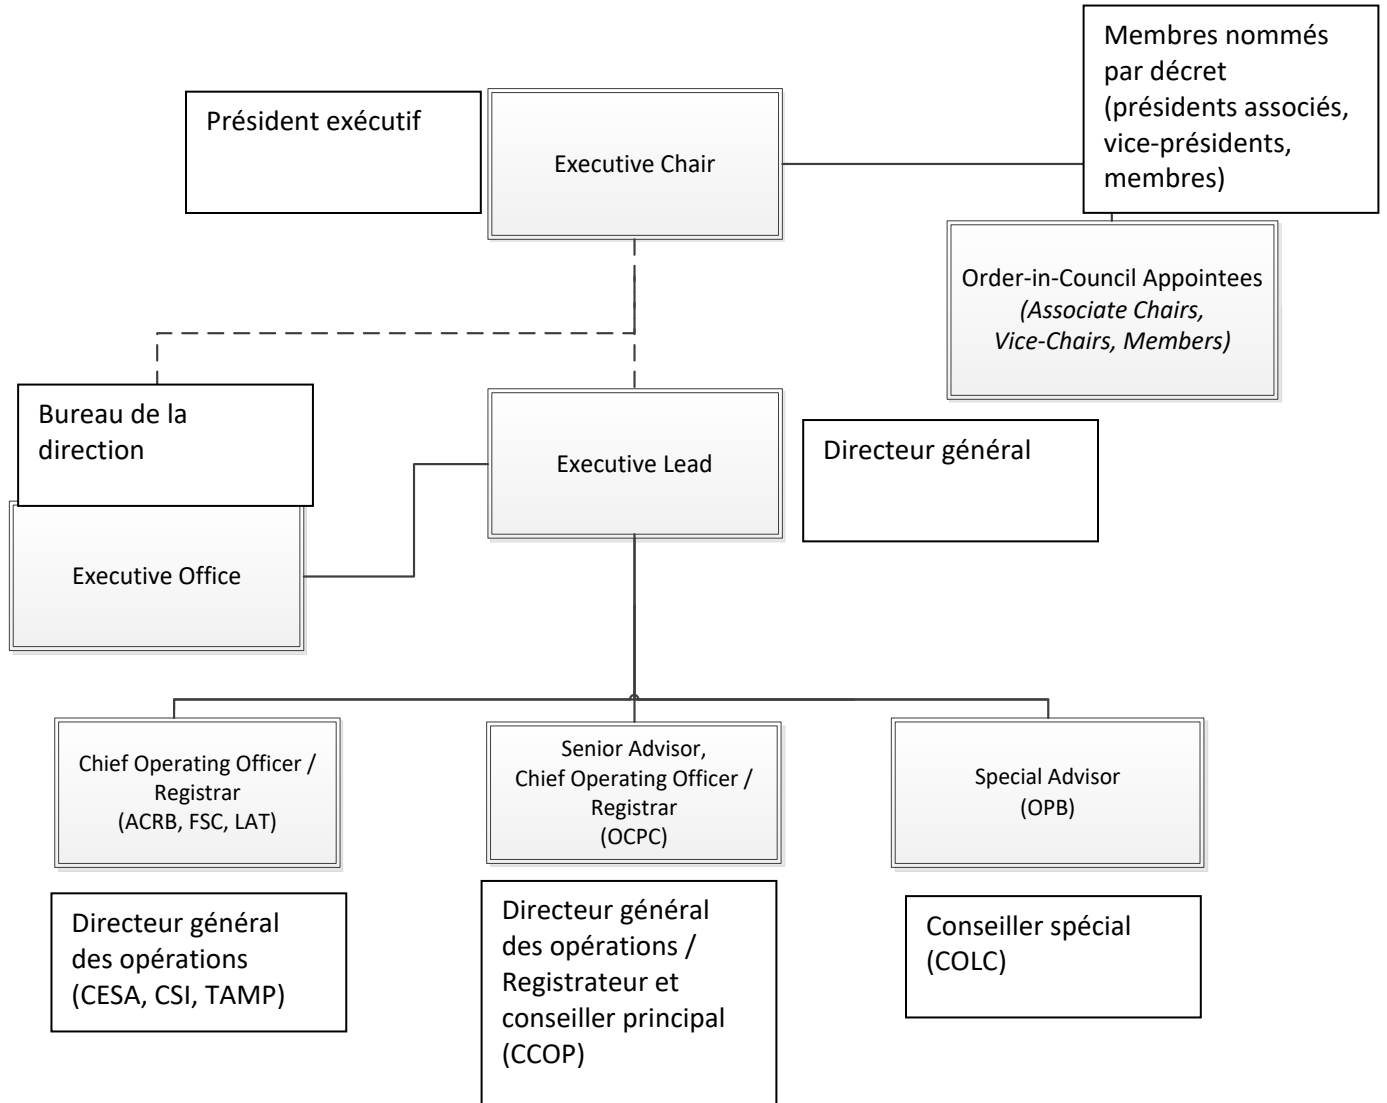 Membres nommés
par décret
(présidents associés,
vice-présidents,
membres)
Président exécutif
Executive Chair
Order-in-Council Appointees
(Associate Chairs,
Vice-Chairs, Members)
Bureau de la
direction
Executive Lead
Directeur général
Executive Office
Chief Operating Officer /
Registrar
(ACRB, FSC, LAT)
Senior Advisor,
Chief Operating Officer /
Registrar
(OCPC)
Special Advisor
(OPB)
Directeur général
des opérations
(CESA, CSI, TAMP)
Directeur général
des opérations /
Registrateur et
conseiller principal
(CCOP)
Conseiller spécial
(COLC)